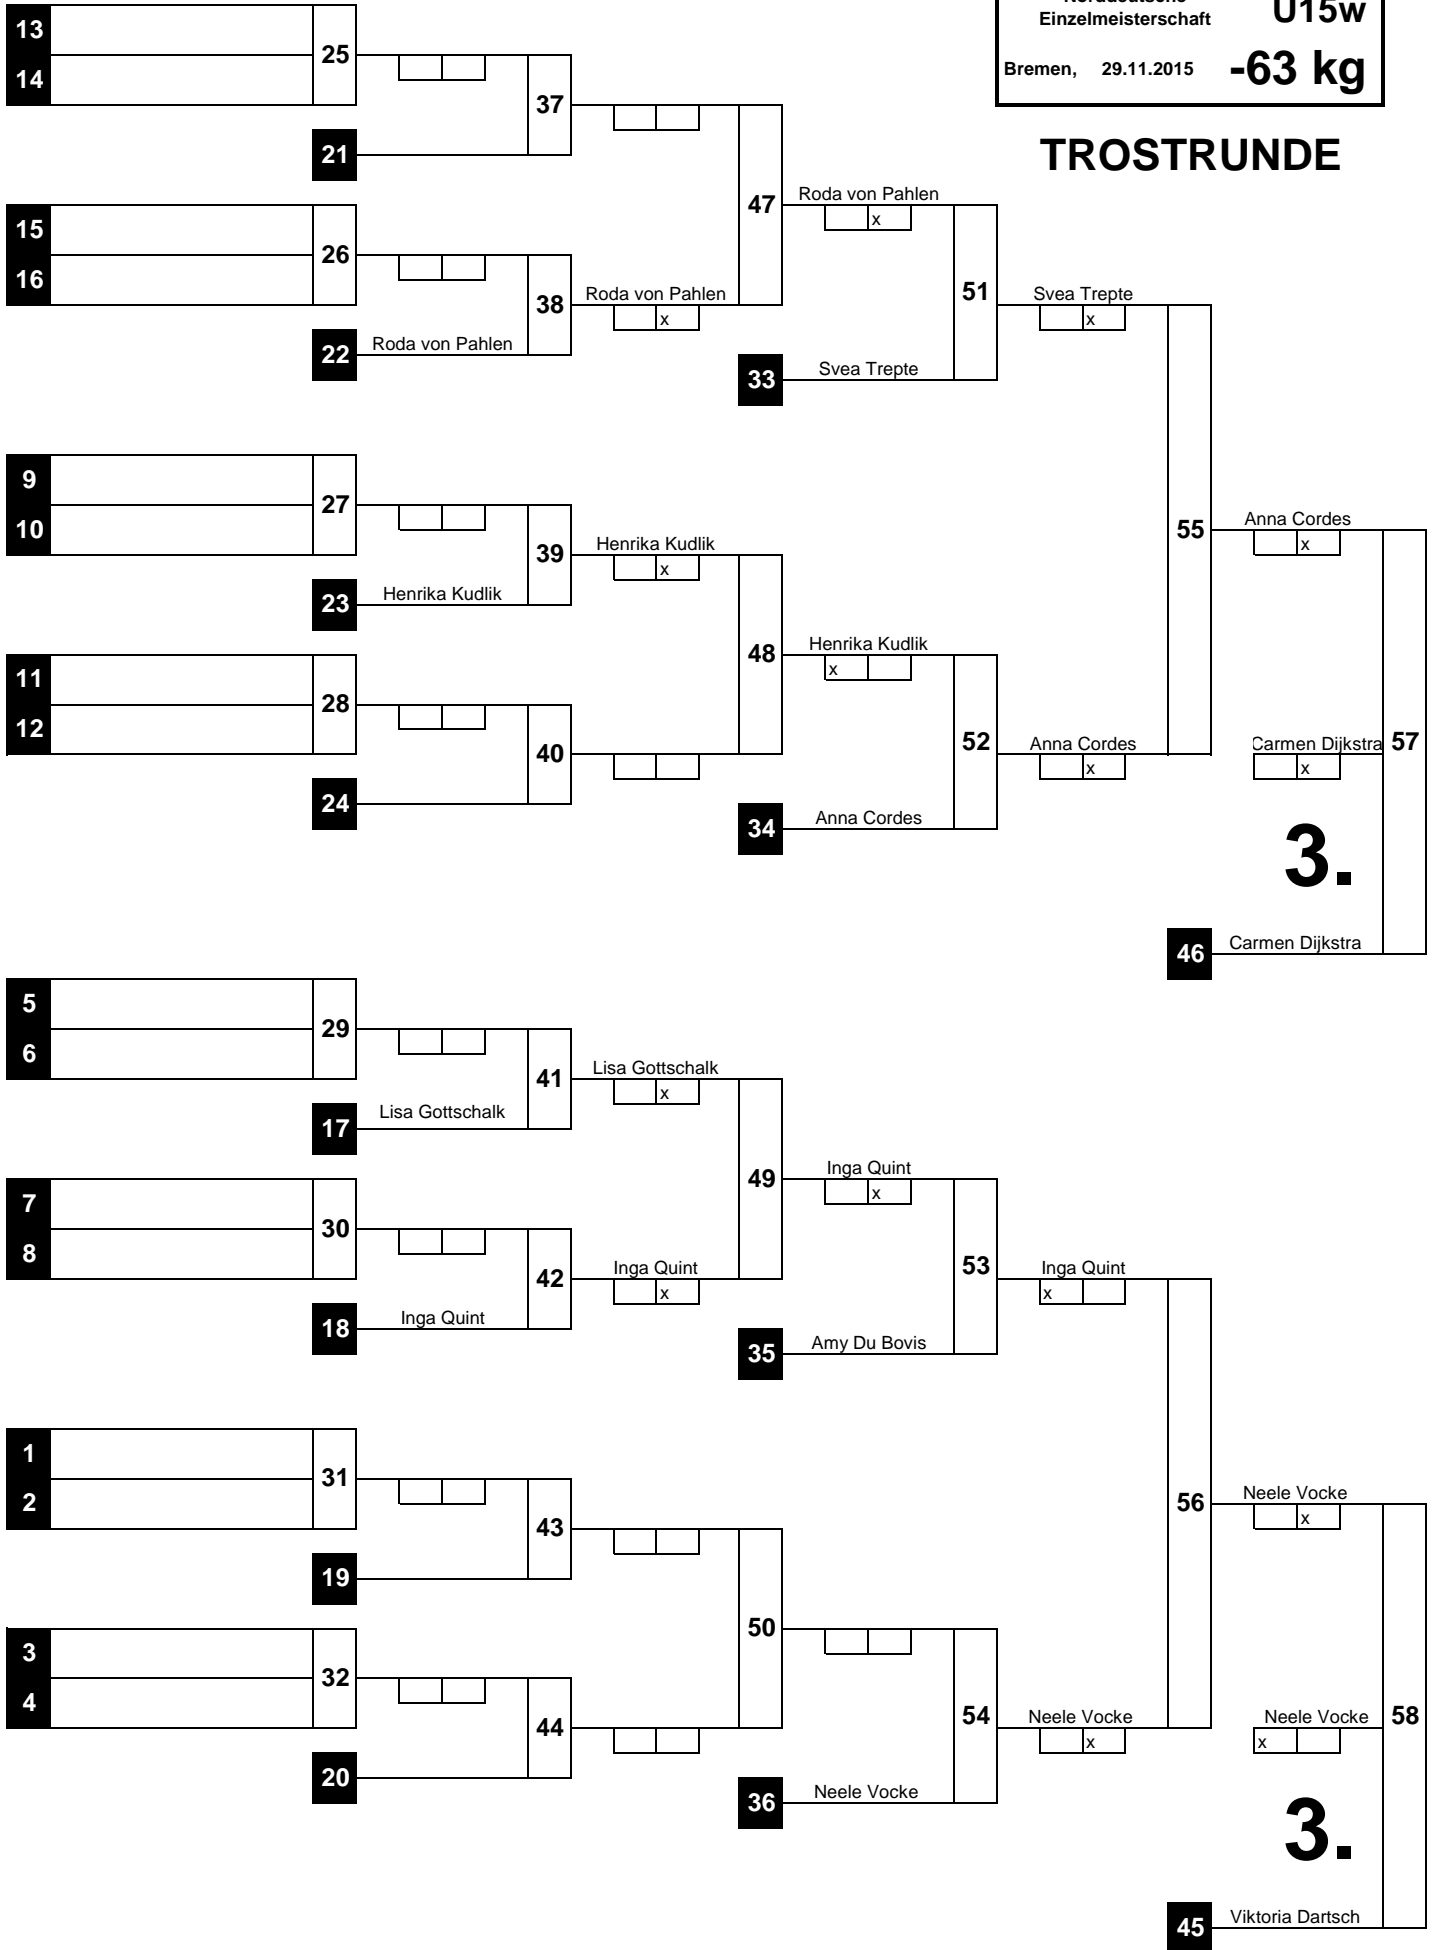 Norddeutsche
Einzelmeisterschaft
U15w
Bremen, 29.11.2015
-63 kg
TROSTRUNDE
13
14
25
21
37
15
16
26
22
Roda von Pahlen
38
Roda von Pahlen
x
47
Roda von Pahlen
x
33
Svea Trepte
51
Svea Trepte
x
9
10
27
23
Henrika Kudlik
39
Henrika Kudlik
x
11
12
28
24
40
48
Henrika Kudlik
x
34
Anna Cordes
52
Anna Cordes
x
55
Anna Cordes
x
Carmen Dijkstra
x
57
3.
46
Carmen Dijkstra
5
6
29
17
Lisa Gottschalk
41
Lisa Gottschalk
x
7
8
30
18
Inga Quint
42
Inga Quint
x
49
Inga Quint
x
35
Amy Du Bovis
53
Inga Quint
x
1
2
31
19
43
3
4
32
20
44
50
36
Neele Vocke
54
Neele Vocke
x
56
Neele Vocke
x
Neele Vocke
x
58
3.
45
Viktoria Dartsch